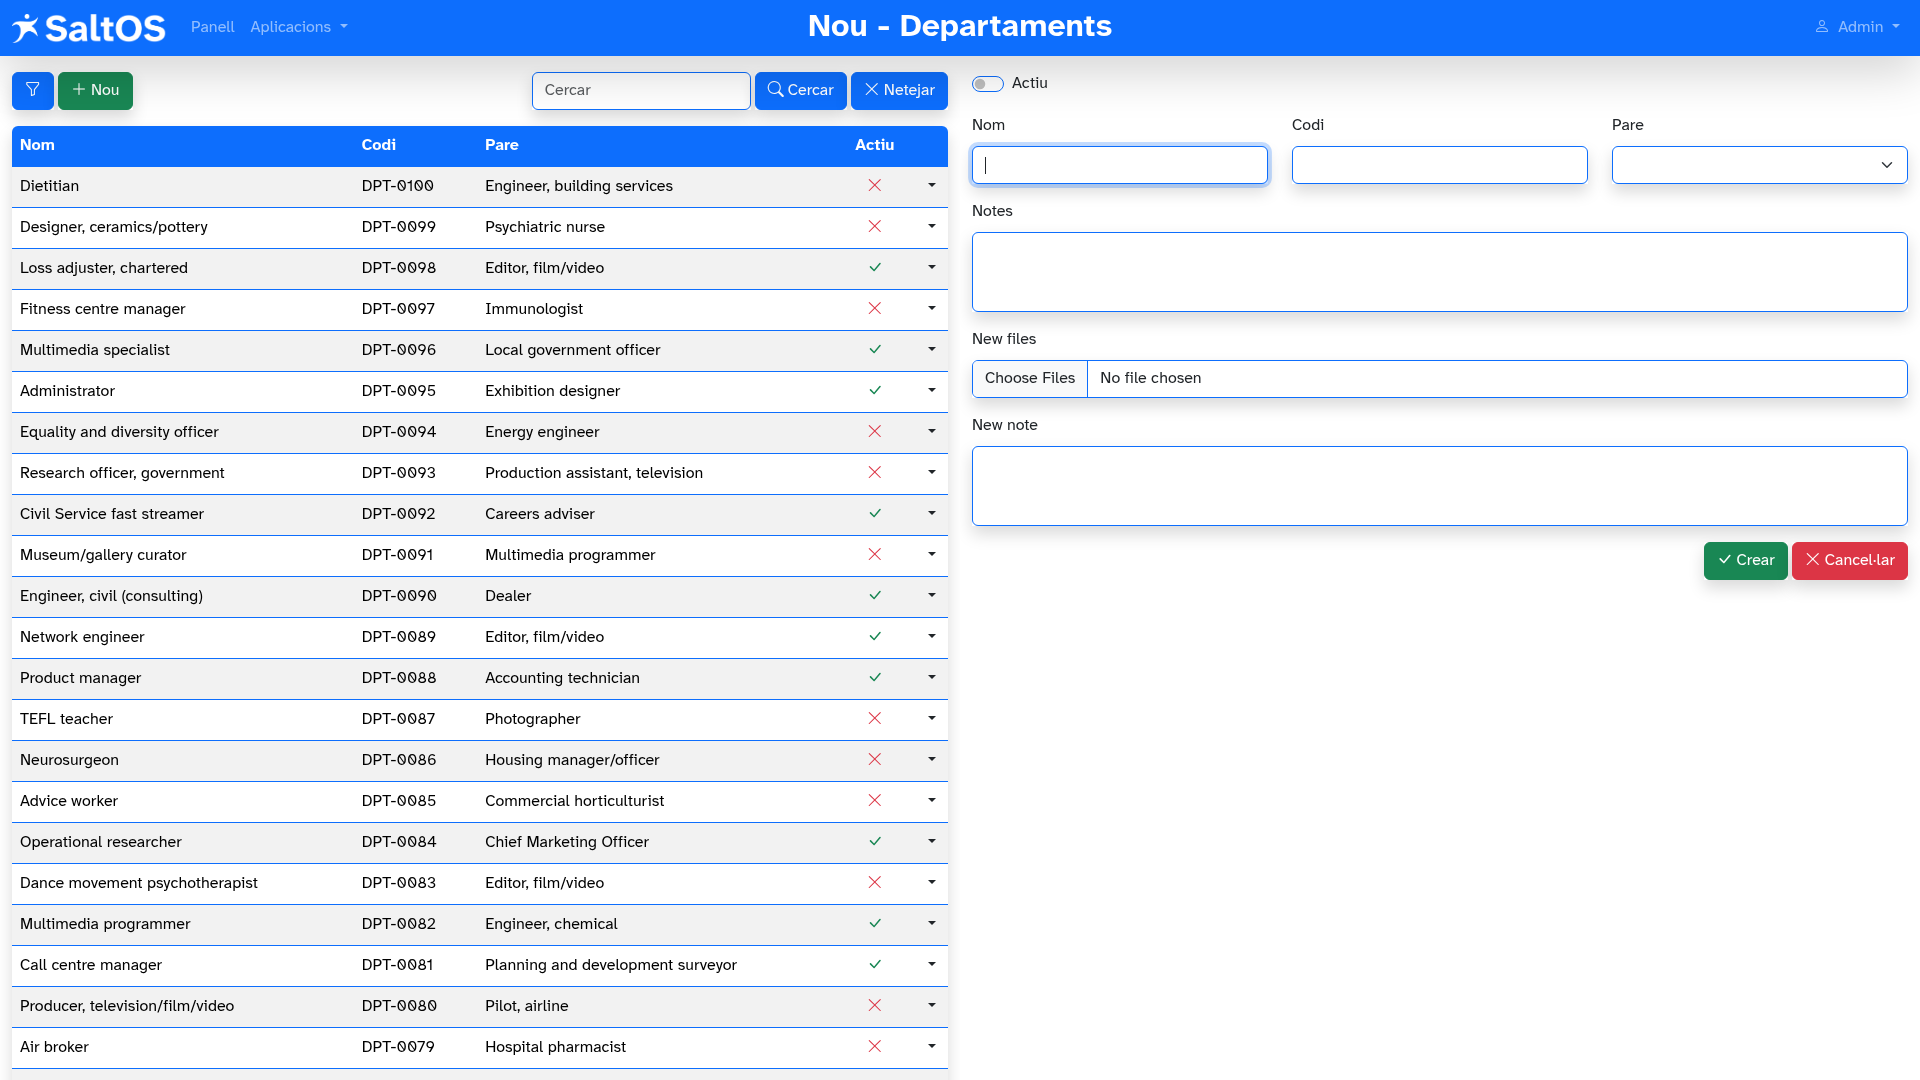 SaltOS Panell Aplicacions Nou - Departaments Admin
Nou Cercar Cercar Netejar
Nom Codi Pare Actiu
Dietitian DPT-0100 Engineer, building services
Designer, ceramics/pottery DPT-0099 Psychiatric nurse
Loss adjuster, chartered DPT-0098 Editor, film/video
Fitness centre manager DPT-0097 Immunologist
Multimedia specialist DPT-0096 Local government officer
Administrator DPT-0095 Exhibition designer
Equality and diversity officer DPT-0094 Energy engineer
Research officer, government DPT-0093 Production assistant, television
Civil Service fast streamer DPT-0092 Careers adviser
Museum/gallery curator DPT-0091 Multimedia programmer
Engineer, civil (consulting) DPT-0090 Dealer
Network engineer DPT-0089 Editor, film/video
Product manager DPT-0088 Accounting technician
TEFL teacher DPT-0087 Photographer
Neurosurgeon DPT-0086 Housing manager/officer
Advice worker DPT-0085 Commercial horticulturist
Operational researcher DPT-0084 Chief Marketing Officer
Dance movement psychotherapist DPT-0083 Editor, film/video
Multimedia programmer DPT-0082 Engineer, chemical
Call centre manager DPT-0081 Planning and development surveyor
Producer, television/film/video DPT-0080 Pilot, airline
Air broker DPT-0079 Hospital pharmacist
Actiu
Nom Codi Pare
Notes
New files
Choose Files No file chosen
New note
Crear Cancel·lar